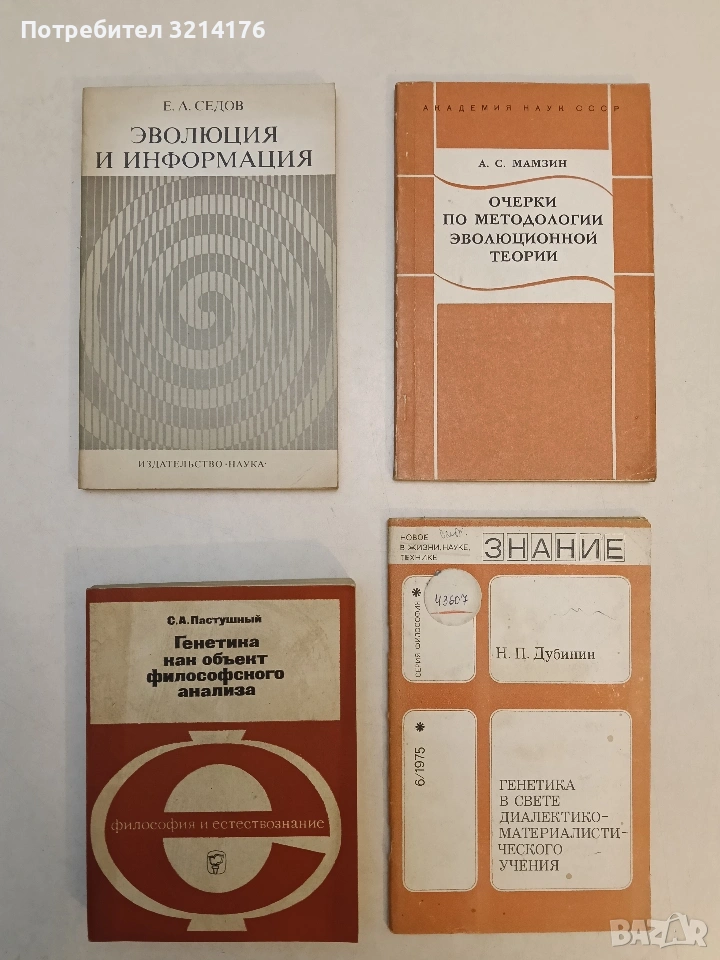 Потребител 3214176
Е. А. СЕДОВ
ЭВОЛЮЦИЯ
И ИНФОРМАЦИЯ
ИЗДАТЕЛЬСТВО «НАУКА»
АКАДЕМИЯ НАУК СССР
А. С. МАМЗИН
ОЧЕРКИ
ПО МЕТОДОЛОГИИ
ЭВОЛЮЦИОННОЙ
ТЕОРИИ
С.А.Пастушный
Генетика
как объект
философского
анализа
философия и естествознание
НОВОЕ
В ЖИЗНИ, НАУКЕ,
ТЕХНИКЕ
ЗНАНИЕ
43607
СЕРИЯ ФИЛОСОФИЯ *
Н. П. Дубинин
6/1975 *
ГЕНЕТИКА
В СВЕТЕ
ДИАЛЕКТИКО-
МАТЕРИАЛИСТИ-
ЧЕСКОГО
УЧЕНИЯ
BAZAR